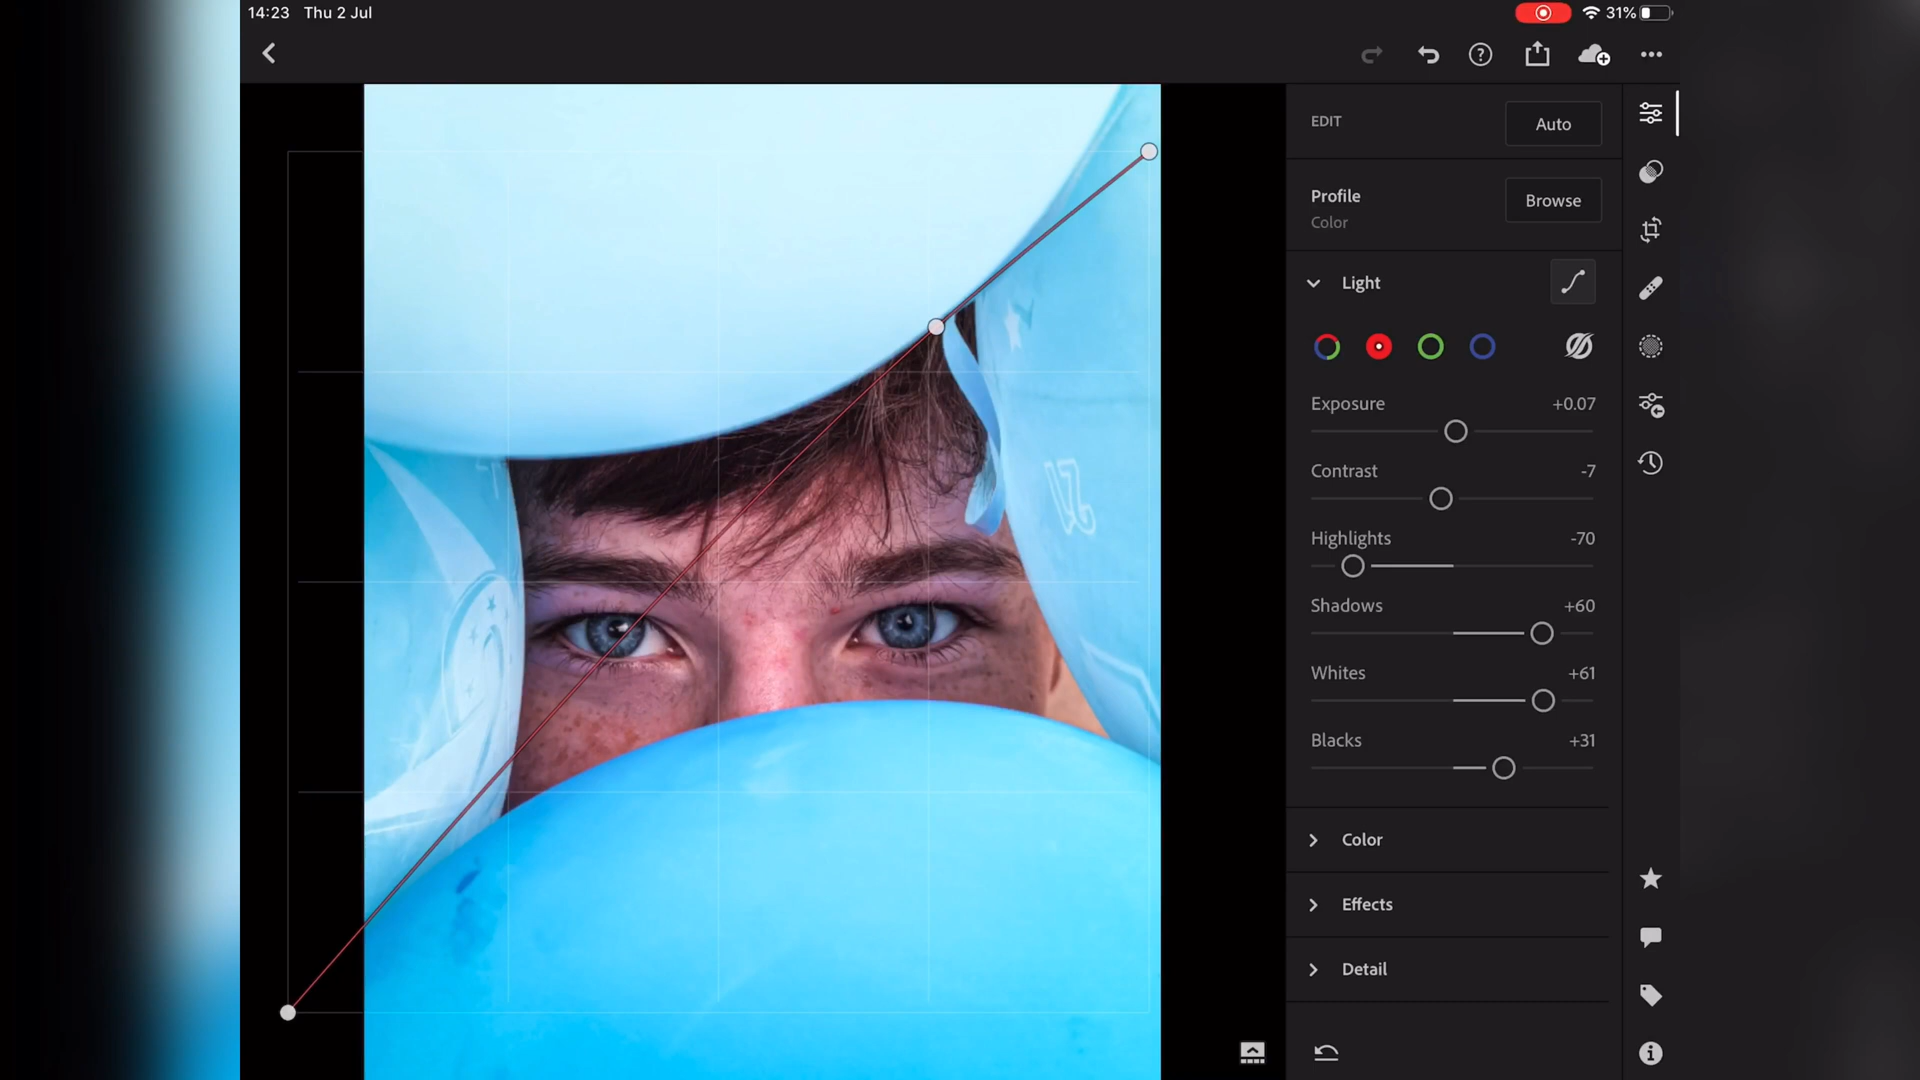 14:23 Thu 2 Jul
31%
EDIT
Auto
Profile
Color
Browse
Light
Exposure +0.07
Contrast -7
Highlights -70
Shadows +60
Whites +61
Blacks +31
Color
Effects
Detail